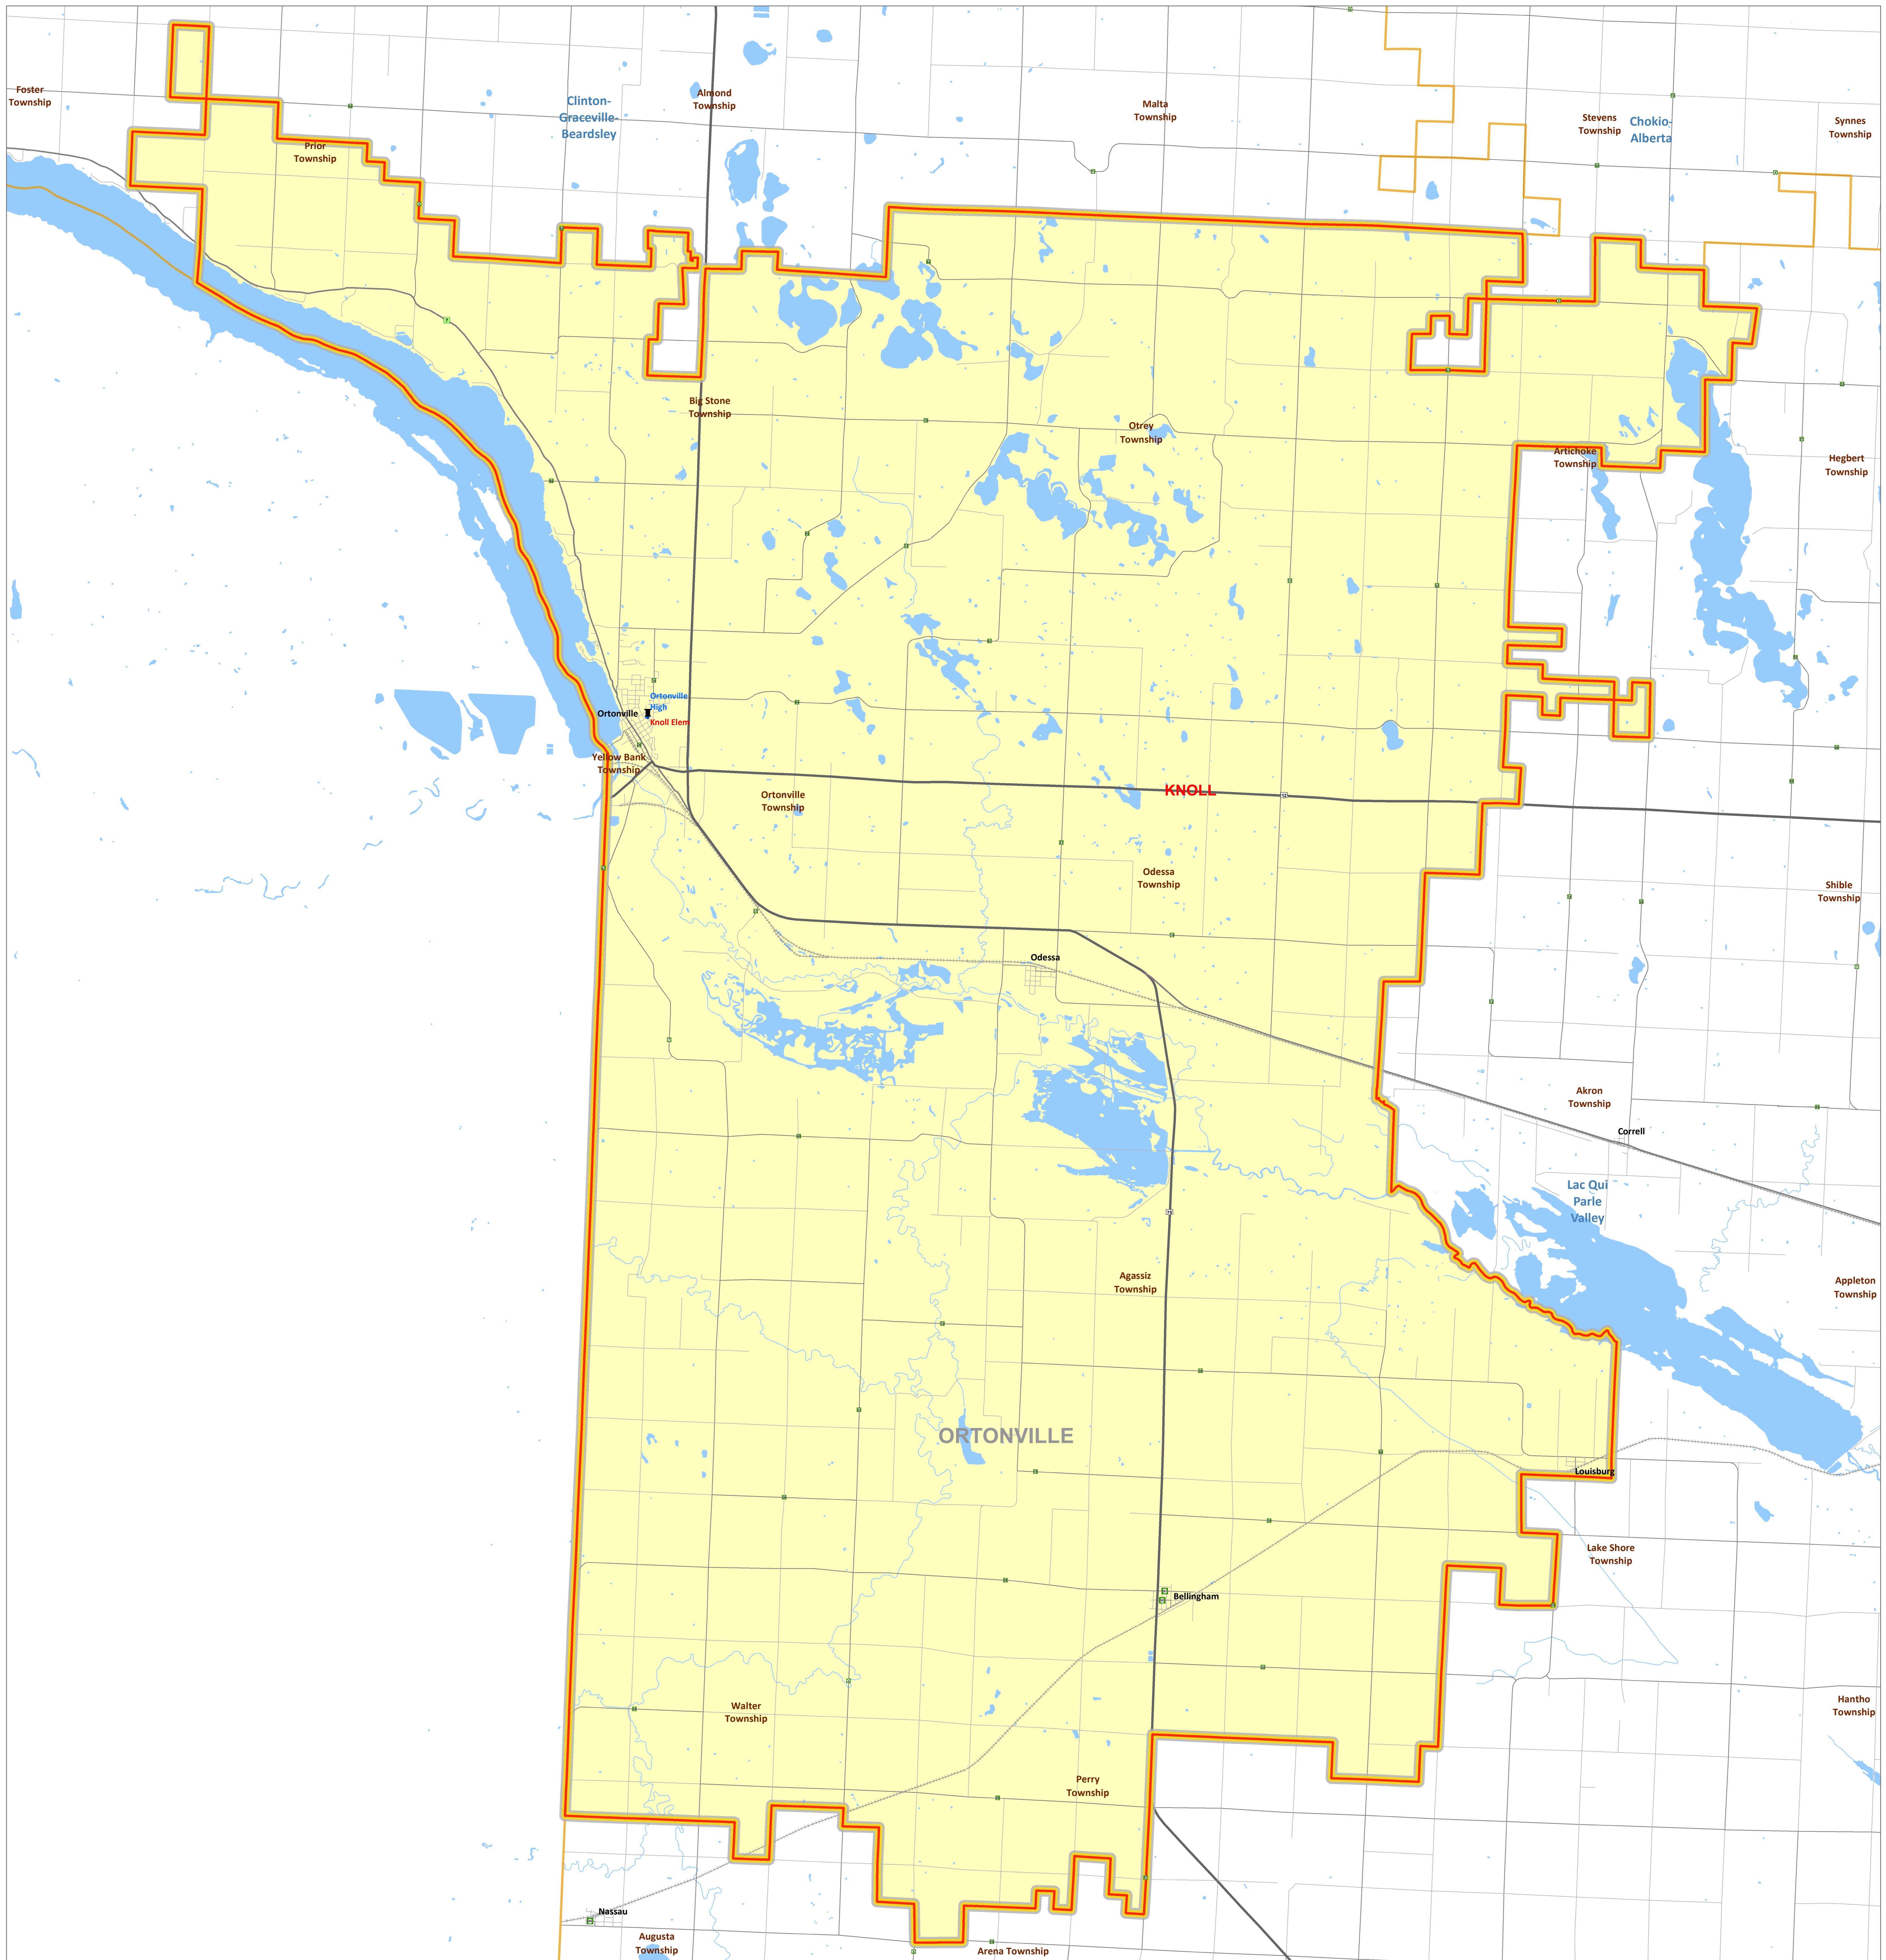 Foster
Township
Clinton-
Graceville-
Beardsley
Almond
Township
Malta
Township
Stevens
Township
Chokio-
Alberta
Synnes
Township
Prior
Township
7
Big Stone
Township
Otrey
Township
Artichoke
Township
Hegbert
Township
Ortonville
High
Ortonville
Knoll Elem
Yellow Bank
Township
Ortonville
Township
KNOLL
12
Odessa
Township
Shible
Township
Odessa
Akron
Township
Correll
Lac Qui
Parle
Valley
75
Agassiz
Township
Appleton
Township
ORTONVILLE
Louisburg
Lake Shore
Township
Bellingham
Walter
Township
Hantho
Township
Perry
Township
Nassau
Augusta
Township
Arena Township